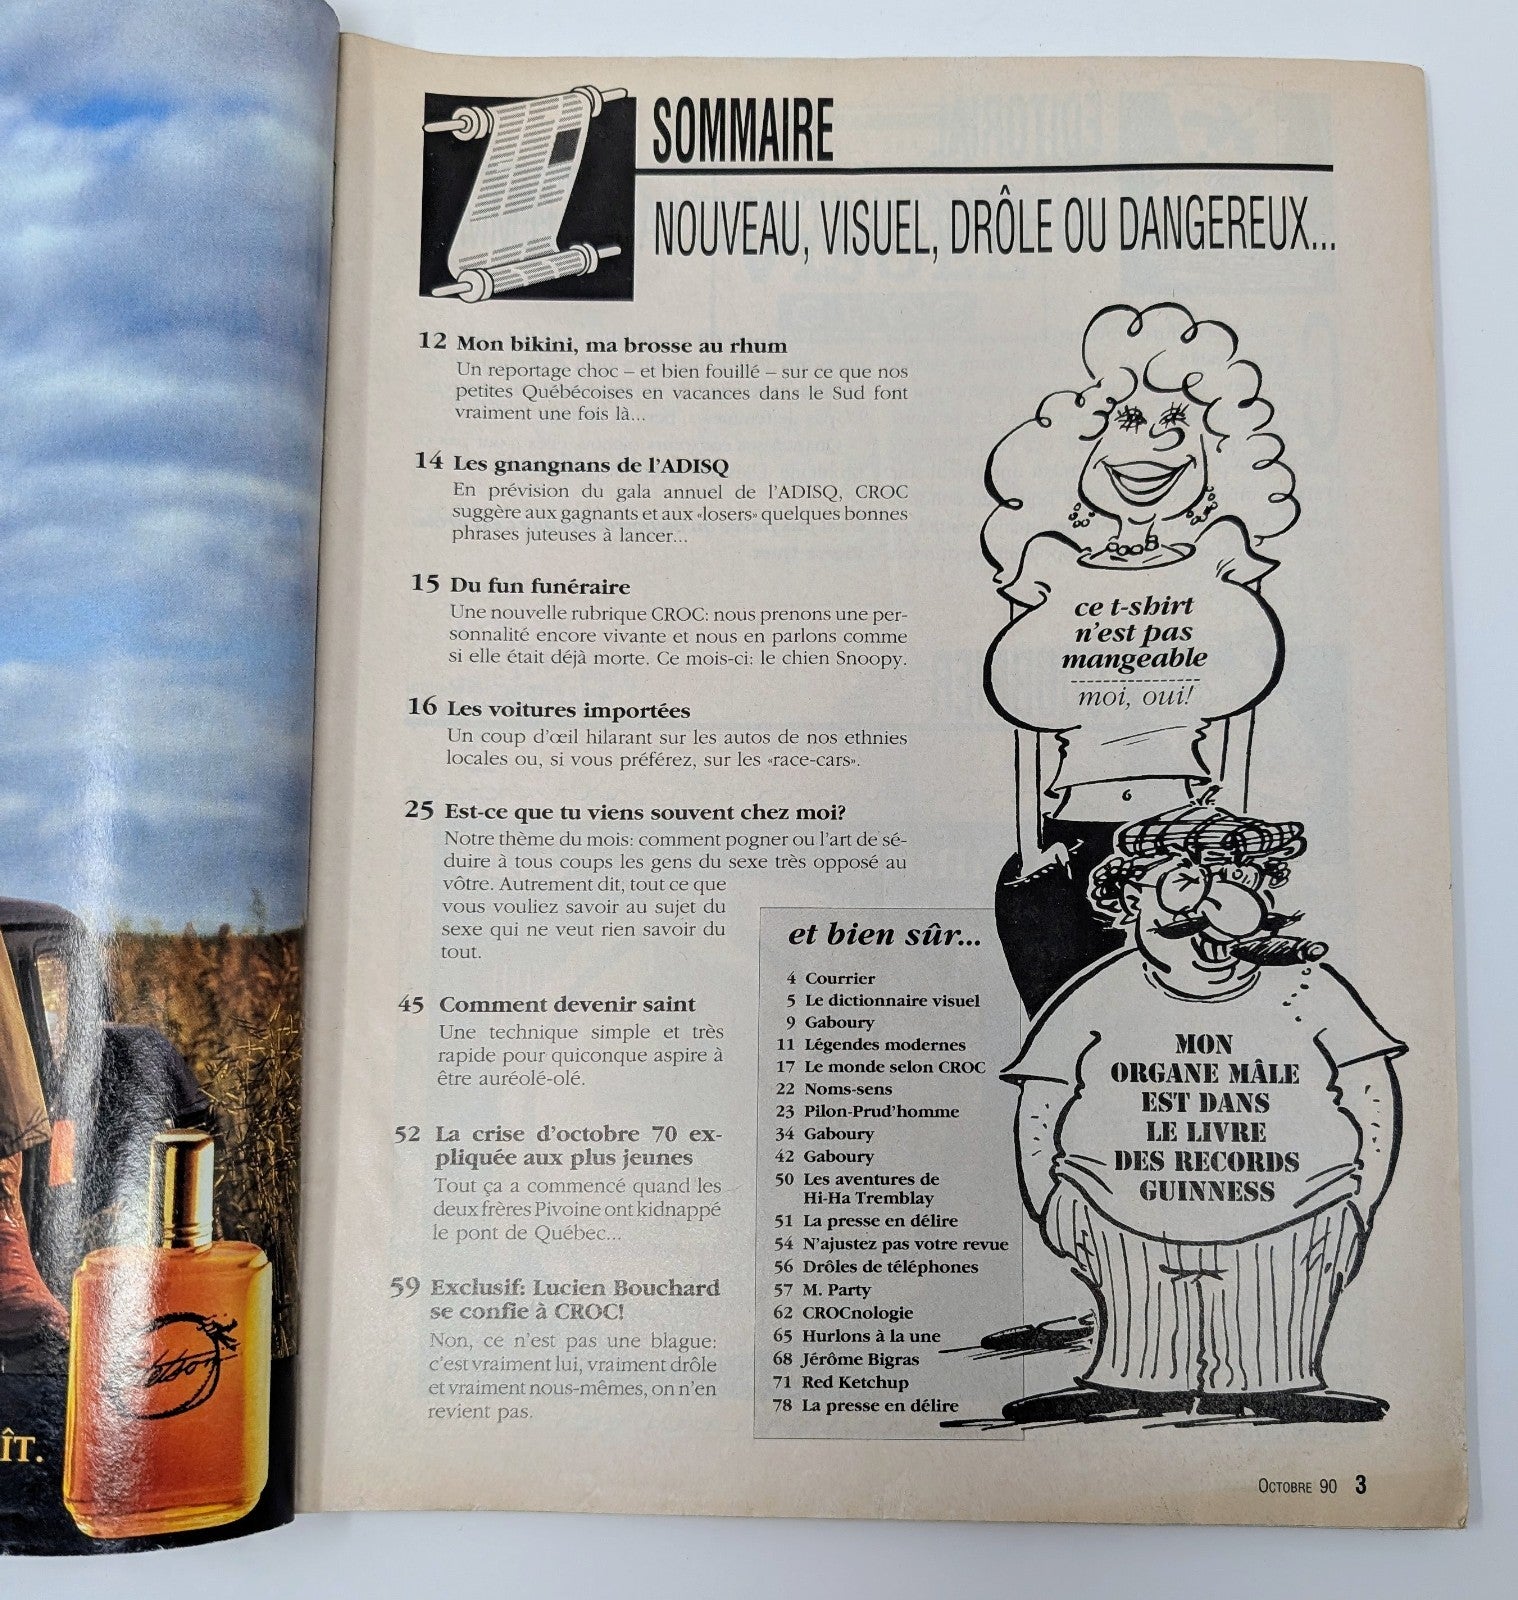 SOMMAIRE
NOUVEAU, VISUEL, DRÔLE OU DANGEREUX...
12 Mon bikini, ma brosse au rhum
Un reportage choc – et bien fouillé – sur ce que nos
petites Québécoises en vacances dans le Sud font
vraiment une fois là...
14 Les gnangnans de l'ADISQ
En prévision du gala annuel de l'ADISQ, CROC
suggère aux gagnants et aux «losers» quelques bonnes
phrases juteuses à lancer...
15 Du fun funéraire
Une nouvelle rubrique CROC: nous prenons une per-
sonnalité encore vivante et nous en parlons comme
si elle était déjà morte. Ce mois-ci: le chien Snoopy.
16 Les voitures importées
Un coup d'œil hilarant sur les autos de nos ethnies
locales ou, si vous préférez, sur les «race-cars».
25 Est-ce que tu viens souvent chez moi?
Notre thème du mois: comment pogner ou l'art de sé-
duire à tous coups les gens du sexe très opposé au
vôtre. Autrement dit, tout ce que
vous vouliez savoir au sujet du
sexe qui ne veut rien savoir du
tout.
45 Comment devenir saint
Une technique simple et très
rapide pour quiconque aspire à
être auréolé-olé.
52 La crise d'octobre 70 ex-
pliquée aux plus jeunes
Tout ça a commencé quand les
deux frères Pivoine ont kidnappé
le pont de Québec...
59 Exclusif: Lucien Bouchard
se confie à CROC!
Non, ce n'est pas une blague:
c'est vraiment lui, vraiment drôle
et vraiment nous-mêmes, on n'en
revient pas.
et bien sûr...
4 Courrier
5 Le dictionnaire visuel
9 Gaboury
11 Légendes modernes
17 Le monde selon CROC
22 Noms-sens
23 Pilon-Prud'homme
34 Gaboury
42 Gaboury
50 Les aventures de
Hi-Ha Tremblay
51 La presse en délire
54 N'ajustez pas votre revue
56 Drôles de téléphones
57 M. Party
62 CROCnologie
65 Hurlons à la une
68 Jérôme Bigras
71 Red Ketchup
78 La presse en délire
ce t-shirt
n'est pas
mangeable
moi, oui!
MON
ORGANE MÂLE
EST DANS
LE LIVRE
DES RECORDS
GUINNESS
OCTOBRE 90 3
ÎT.